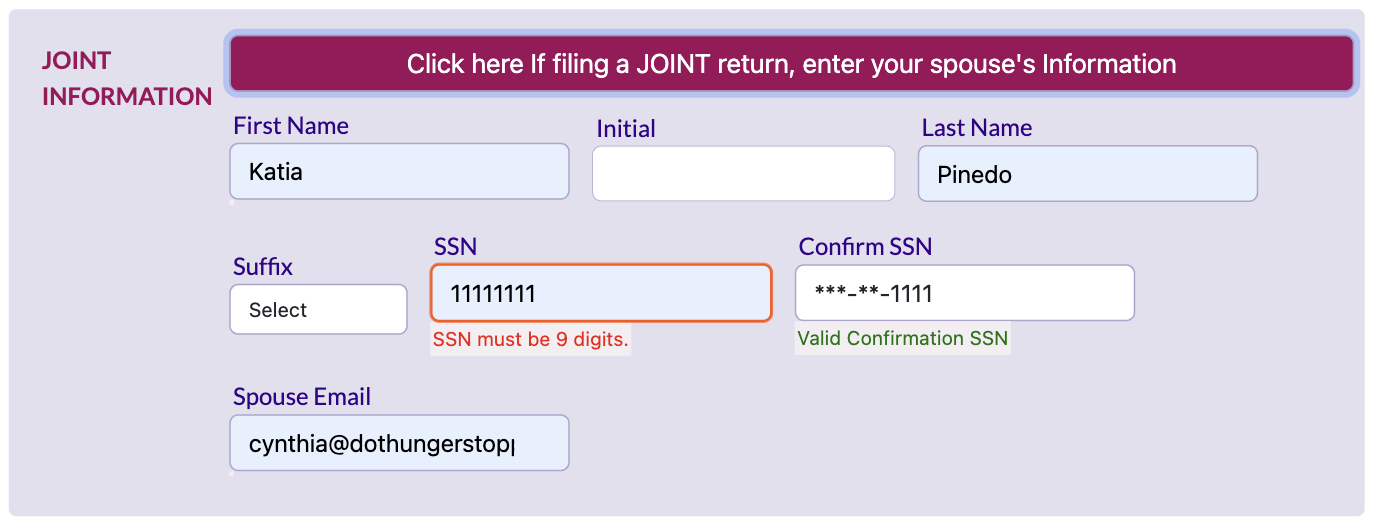 JOINT
INFORMATION
Click here If filing a JOINT return, enter your spouse's Information
First Name
Initial
Last Name
Katia
Pinedo
Suffix
SSN
Confirm SSN
Select
11111111
***-**-1111
SSN must be 9 digits.
Valid Confirmation SSN
Spouse Email
cynthia@dothungerstop